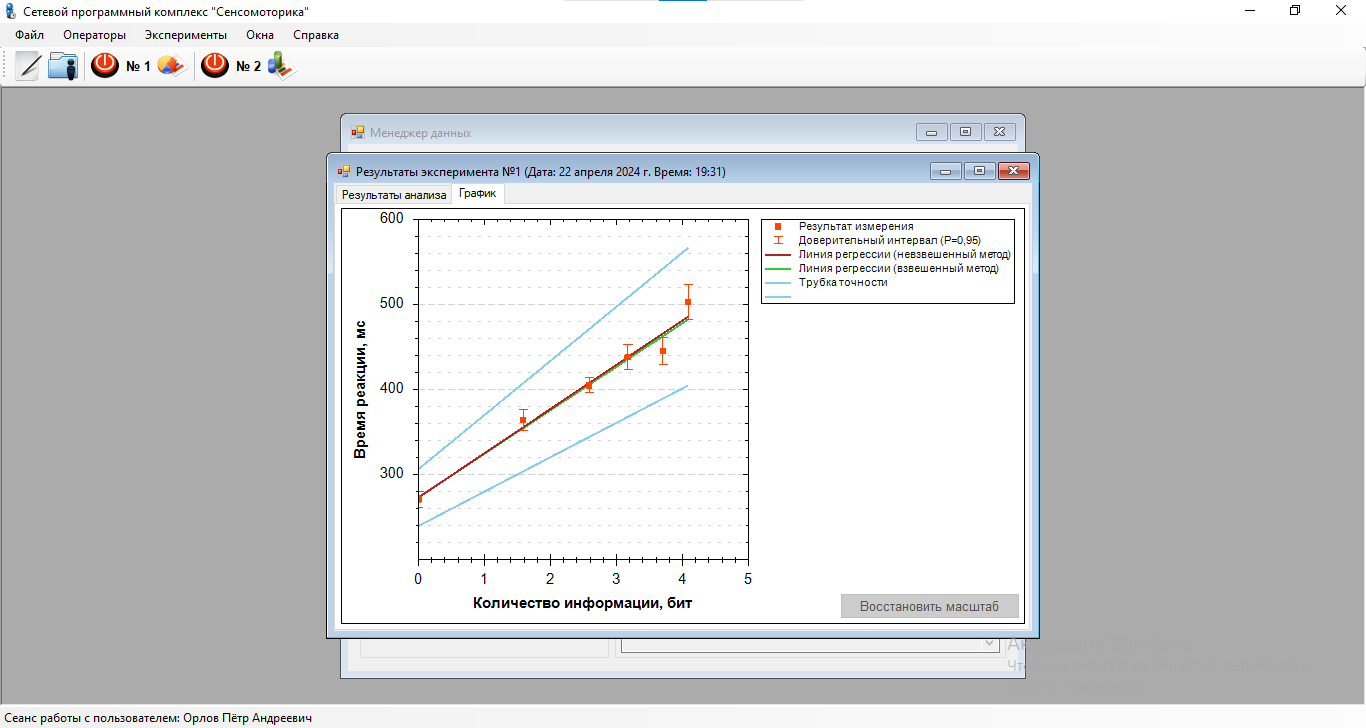 Сетевой программный комплекс "Сенсомоторика"
Файл Операторы Эксперименты Окна Справка
№ 1 № 2
Менеджер данных
Результаты эксперимента №1 (Дата: 22 апреля 2024 г. Время: 19:31)
Результаты анализа График
600
500
400
300
Время реакции, мс
0 1 2 3 4 5
Количество информации, бит
Результат измерения
Доверительный интервал (P=0,95)
Линия регрессии (невзвешенный метод)
Линия регрессии (взвешенный метод)
Трубка точности
Восстановить масштаб
Сеанс работы с пользователем: Орлов Пётр Андреевич